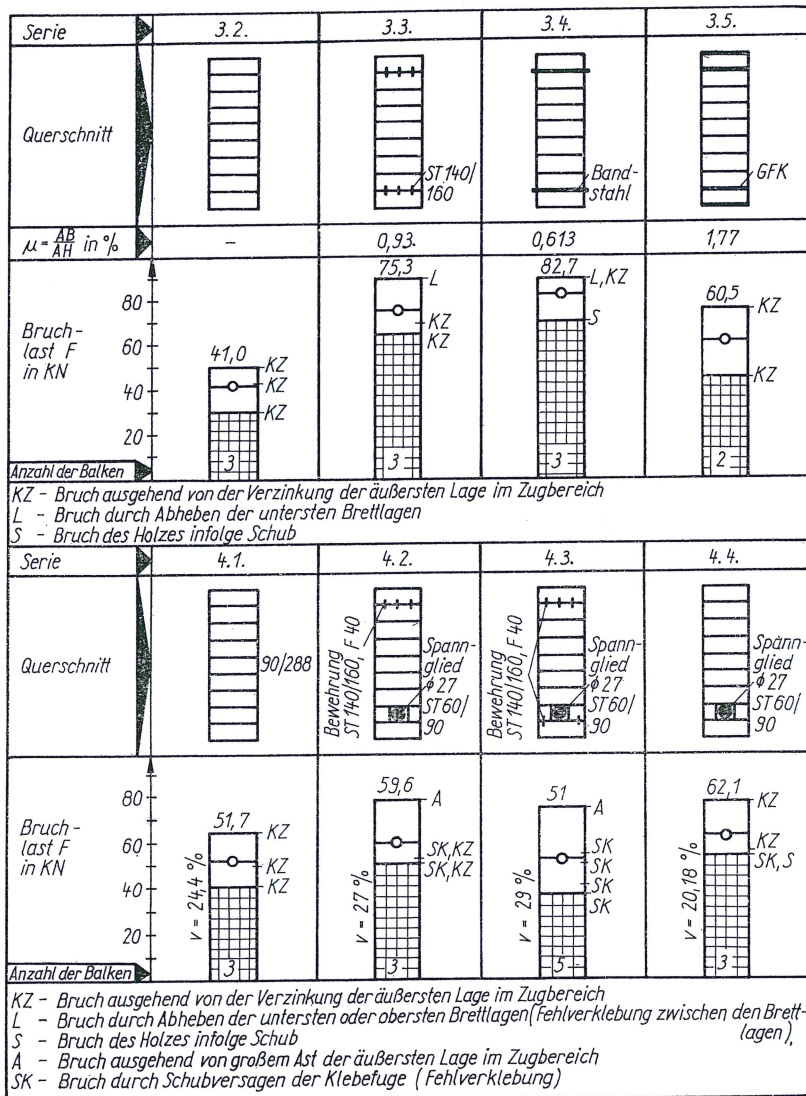 Serie 3.2. 3.3. 3.4. 3.5.
Querschnitt
ST 140/
160
Band-
stahl
GFK
μ = AB/AH in % - 0,93. 0,613 1,77
Bruch-
last F
in KN
80
60
40
20
41,0
KZ
KZ
KZ
3
75,3
L
KZ
KZ
3
82,7
L, KZ
S
3
60,5
KZ
KZ
2
Anzahl der Balken
KZ - Bruch ausgehend von der Verzinkung der äußersten Lage im Zugbereich
L - Bruch durch Abheben der untersten Brettlagen
S - Bruch des Holzes infolge Schub
Serie 4.1. 4.2. 4.3. 4.4.
Querschnitt
90/288
Bewehrung
ST 140/160, F 40
Spann-
glied
ϕ 27
ST 60/
90
Bewehrung
ST 140/160, F 40
Spann-
glied
ϕ 27
ST 60/
90
Spann-
glied
ϕ 27
ST 60/
90
Bruch-
last F
in KN
80
60
40
20
51,7
v = 24,4 %
KZ
KZ
KZ
3
59,6
v = 27 %
A
SK, KZ
SK, KZ
3
51
v = 29 %
A
SK
SK
SK
SK
5
62,1
v = 20,18 %
KZ
KZ
SK, S
3
Anzahl der Balken
KZ - Bruch ausgehend von der Verzinkung der äußersten Lage im Zugbereich
L - Bruch durch Abheben der untersten oder obersten Brettlagen (Fehlverklebung zwischen den Brett-
lagen),
S - Bruch des Holzes infolge Schub
A - Bruch ausgehend von großem Ast der äußersten Lage im Zugbereich
SK - Bruch durch Schubversagen der Klebefuge (Fehlverklebung)